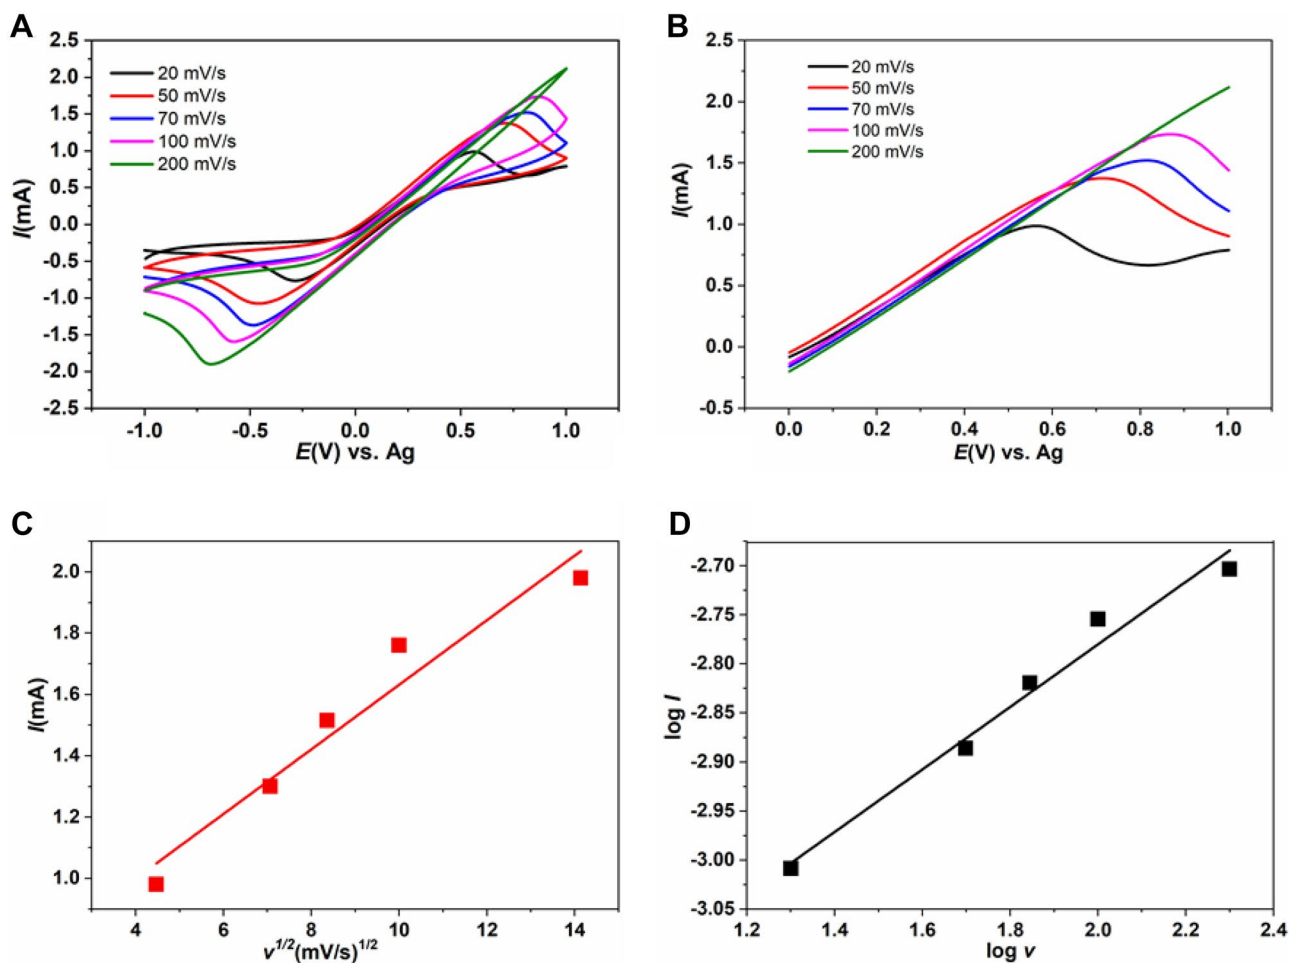 A
I(mA)
2.5
2.0
1.5
1.0
0.5
0.0
-0.5
-1.0
-1.5
-2.0
-2.5
20 mV/s
50 mV/s
70 mV/s
100 mV/s
200 mV/s
-1.0 -0.5 0.0 0.5 1.0
E(V) vs. Ag
B
I(mA)
2.5
2.0
1.5
1.0
0.5
0.0
-0.5
20 mV/s
50 mV/s
70 mV/s
100 mV/s
200 mV/s
0.0 0.2 0.4 0.6 0.8 1.0
E(V) vs. Ag
C
I(mA)
2.0
1.8
1.6
1.4
1.2
1.0
4 6 8 10 12 14
v^1/2(mV/s)^1/2
D
log I
-2.70
-2.75
-2.80
-2.85
-2.90
-2.95
-3.00
-3.05
1.2 1.4 1.6 1.8 2.0 2.2 2.4
log v